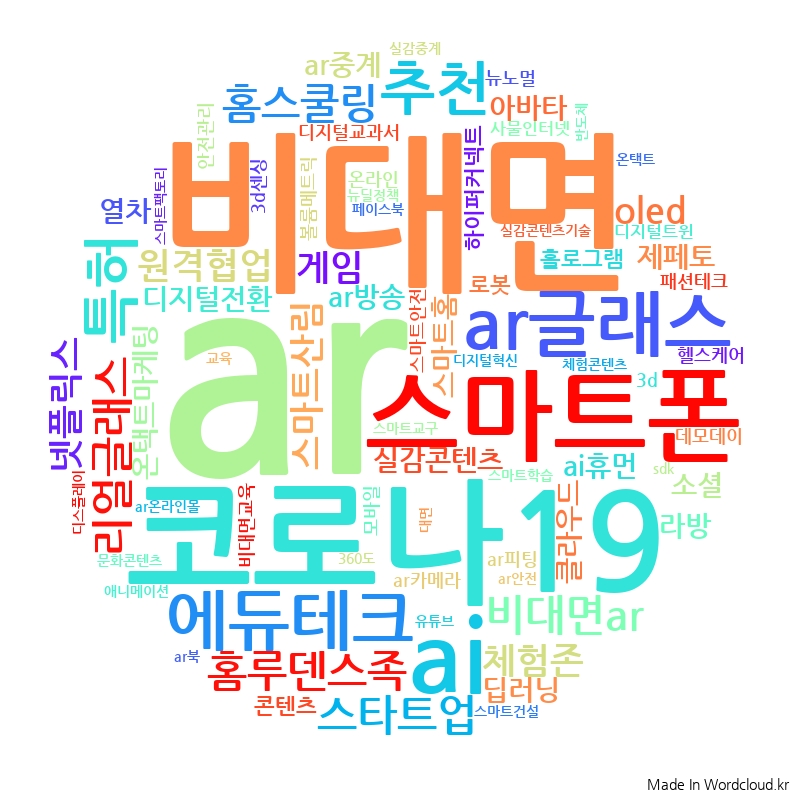 실감중계
ar중계
추천
뉴노멀
홈스쿨링
아바타
반도체
안전관리
디지털교과서
사물인터넷
비대면
온택트
3d센싱
볼륨메트릭
온라인
뉴딜정책
페이스북
하이퍼커넥트
스마트팩토리
열차
oled
실감콘텐츠기술
디지털트윈
특허
원격협업
게임
홀로그램
제페토
디지털전환
ar방송
로봇
패션테크
스마트안전
스마트홈
ar글래스
스마트산림
넷플릭스
리얼글래스
온택트마케팅
ar
교육
디지털혁신
체험콘텐츠
헬스케어
3d
스마트폰
스마트교구
데모데이
실감콘텐츠
ai휴먼
스마트학습
sdk
디스플레이
비대면교육
모바일
클라우드
소셜
ar온라인몰
코로나19
대면
라방
문화콘텐츠
360도
ar피팅
ar카메라
ar안전
애니메이션
에듀테크
유튜브
비대면ar
ai
ar북
홈루덴스족
체험존
딥러닝
콘텐츠
스타트업
스마트건설
Made In Wordcloud.kr